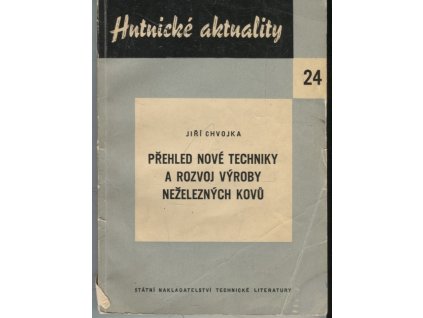 Hutnické aktuality
24
JIŘÍ CHVOJKA
PŘEHLED NOVÉ TECHNIKY
A ROZVOJ VÝROBY
NEŽELEZNÝCH KOVŮ
STÁTNÍ NAKLADATELSTVÍ TECHNICKÉ LITERATURY